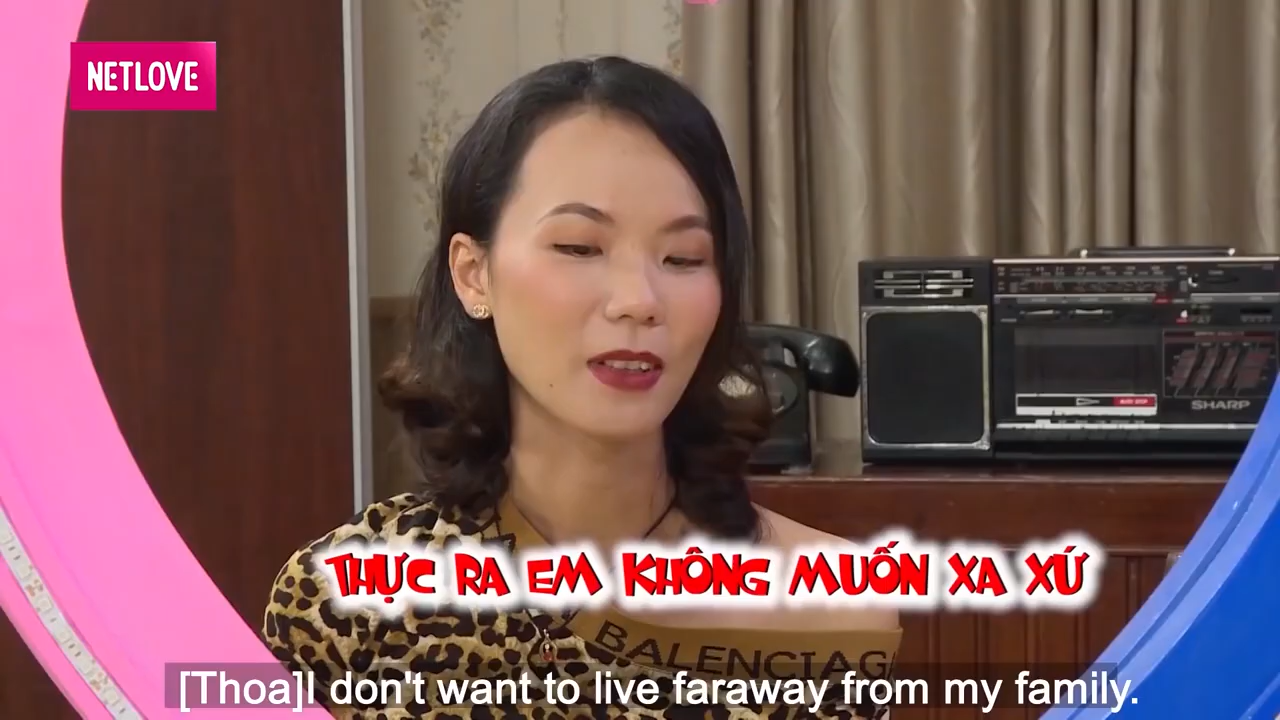 NETLOVE
SHARP
THỰC RA EM KHÔNG MUỐN XA XỨ
BALENCIAGA
[Thoa]I don't want to live faraway from my family.